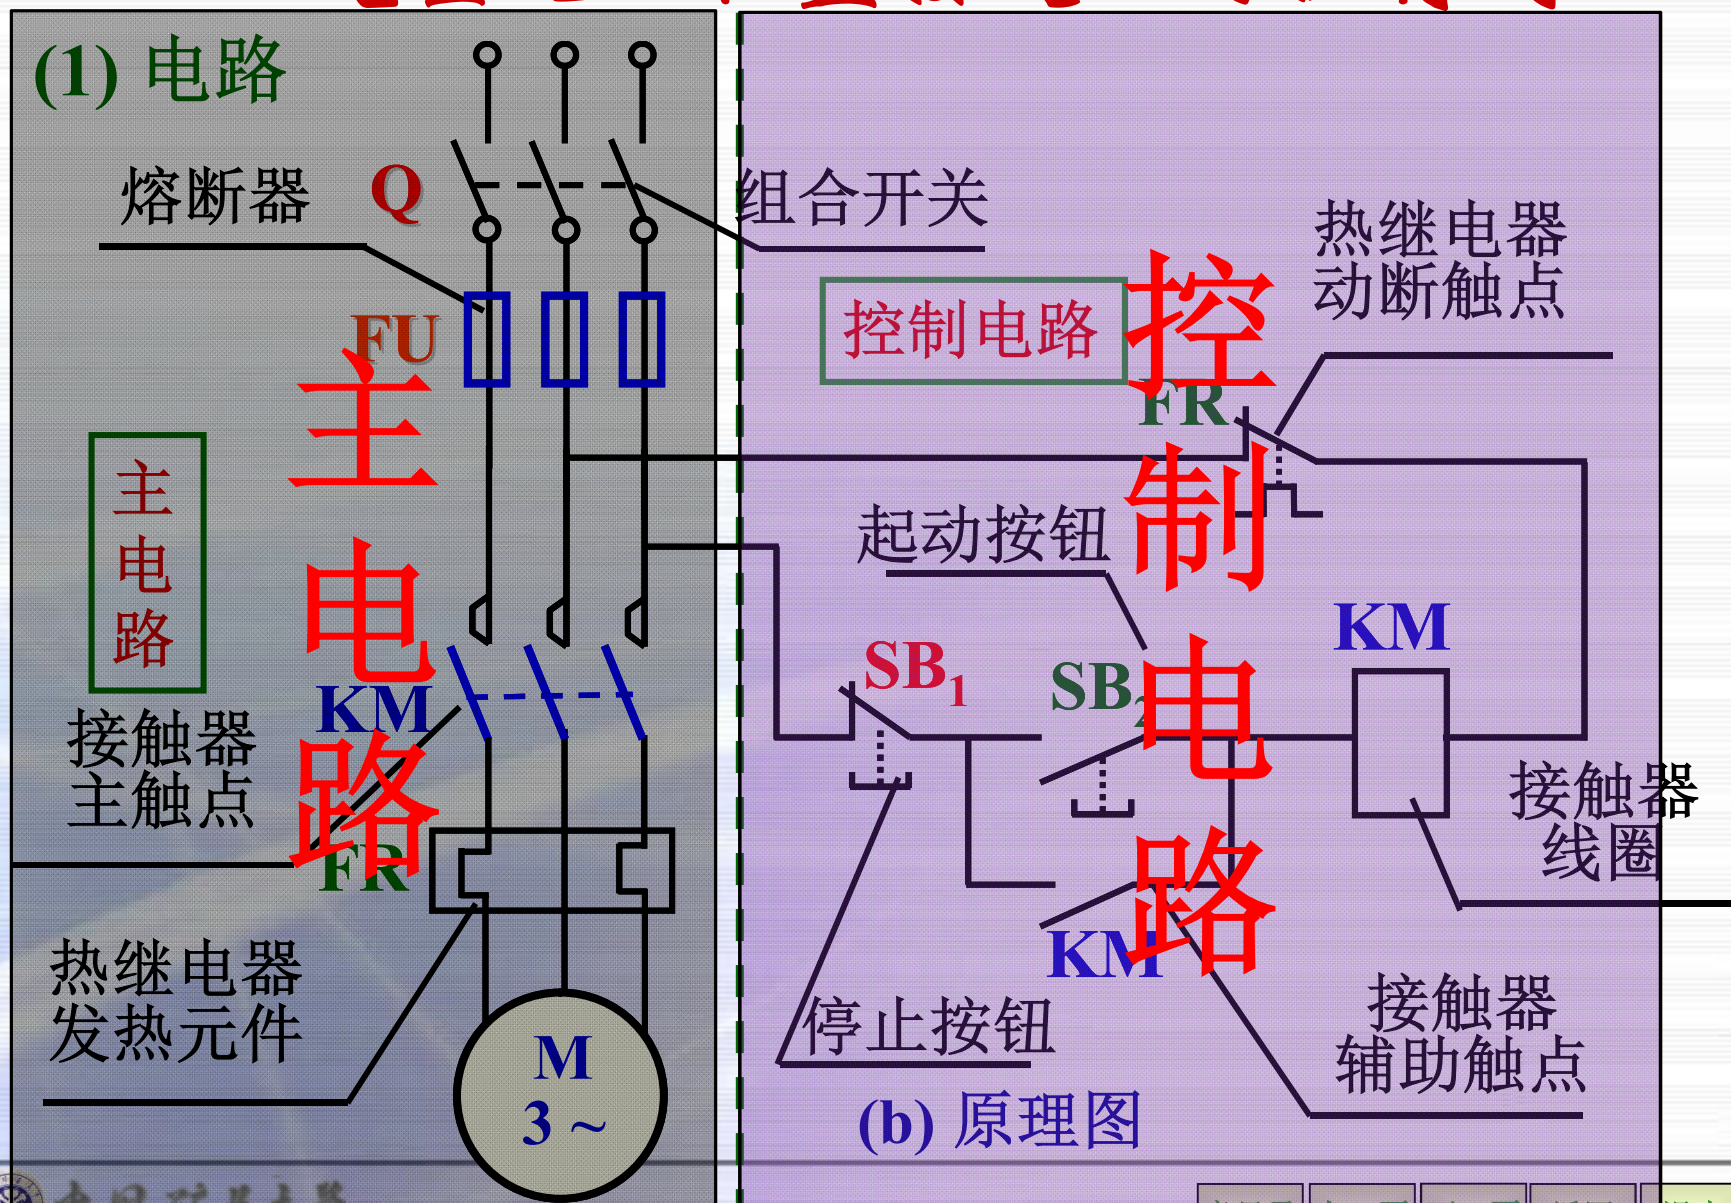 (1) 电路
熔断器
Q
组合开关
热继电器
动断触点
控制电路
FU
FR
主电路
主电路
控制电路
起动按钮
KM
SB1
SB2
KM
接触器
主触点
接触器
线圈
FR
KM
热继电器
发热元件
停止按钮
接触器
辅助触点
M
3 ~
(b) 原理图